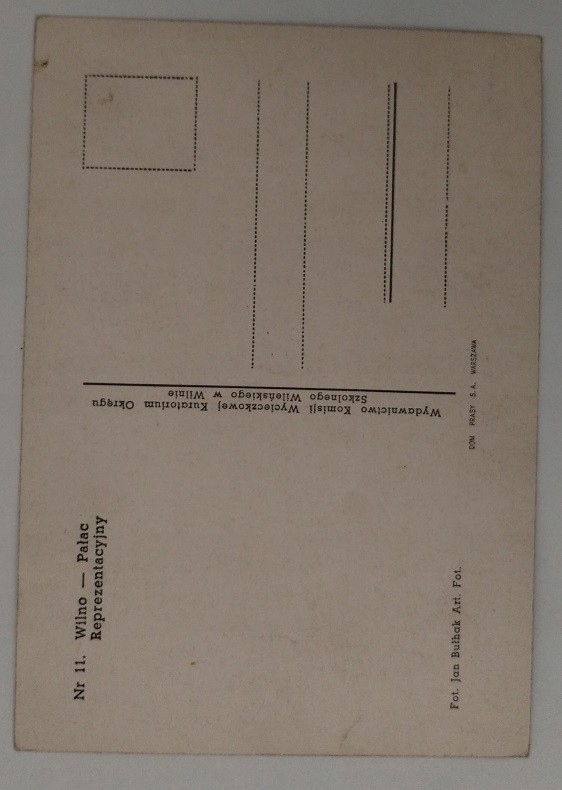 Nr 11. Wilno — Pałac
Reprezentacyjny
Fot. Jan Bułhak Art. Fot.
Wydawnictwo Komisji Wycieczkowej Kuratorium Okręgu
Szkolnego Wileńskiego w Wilnie
DOM PRASY S. A. WARSZAWA